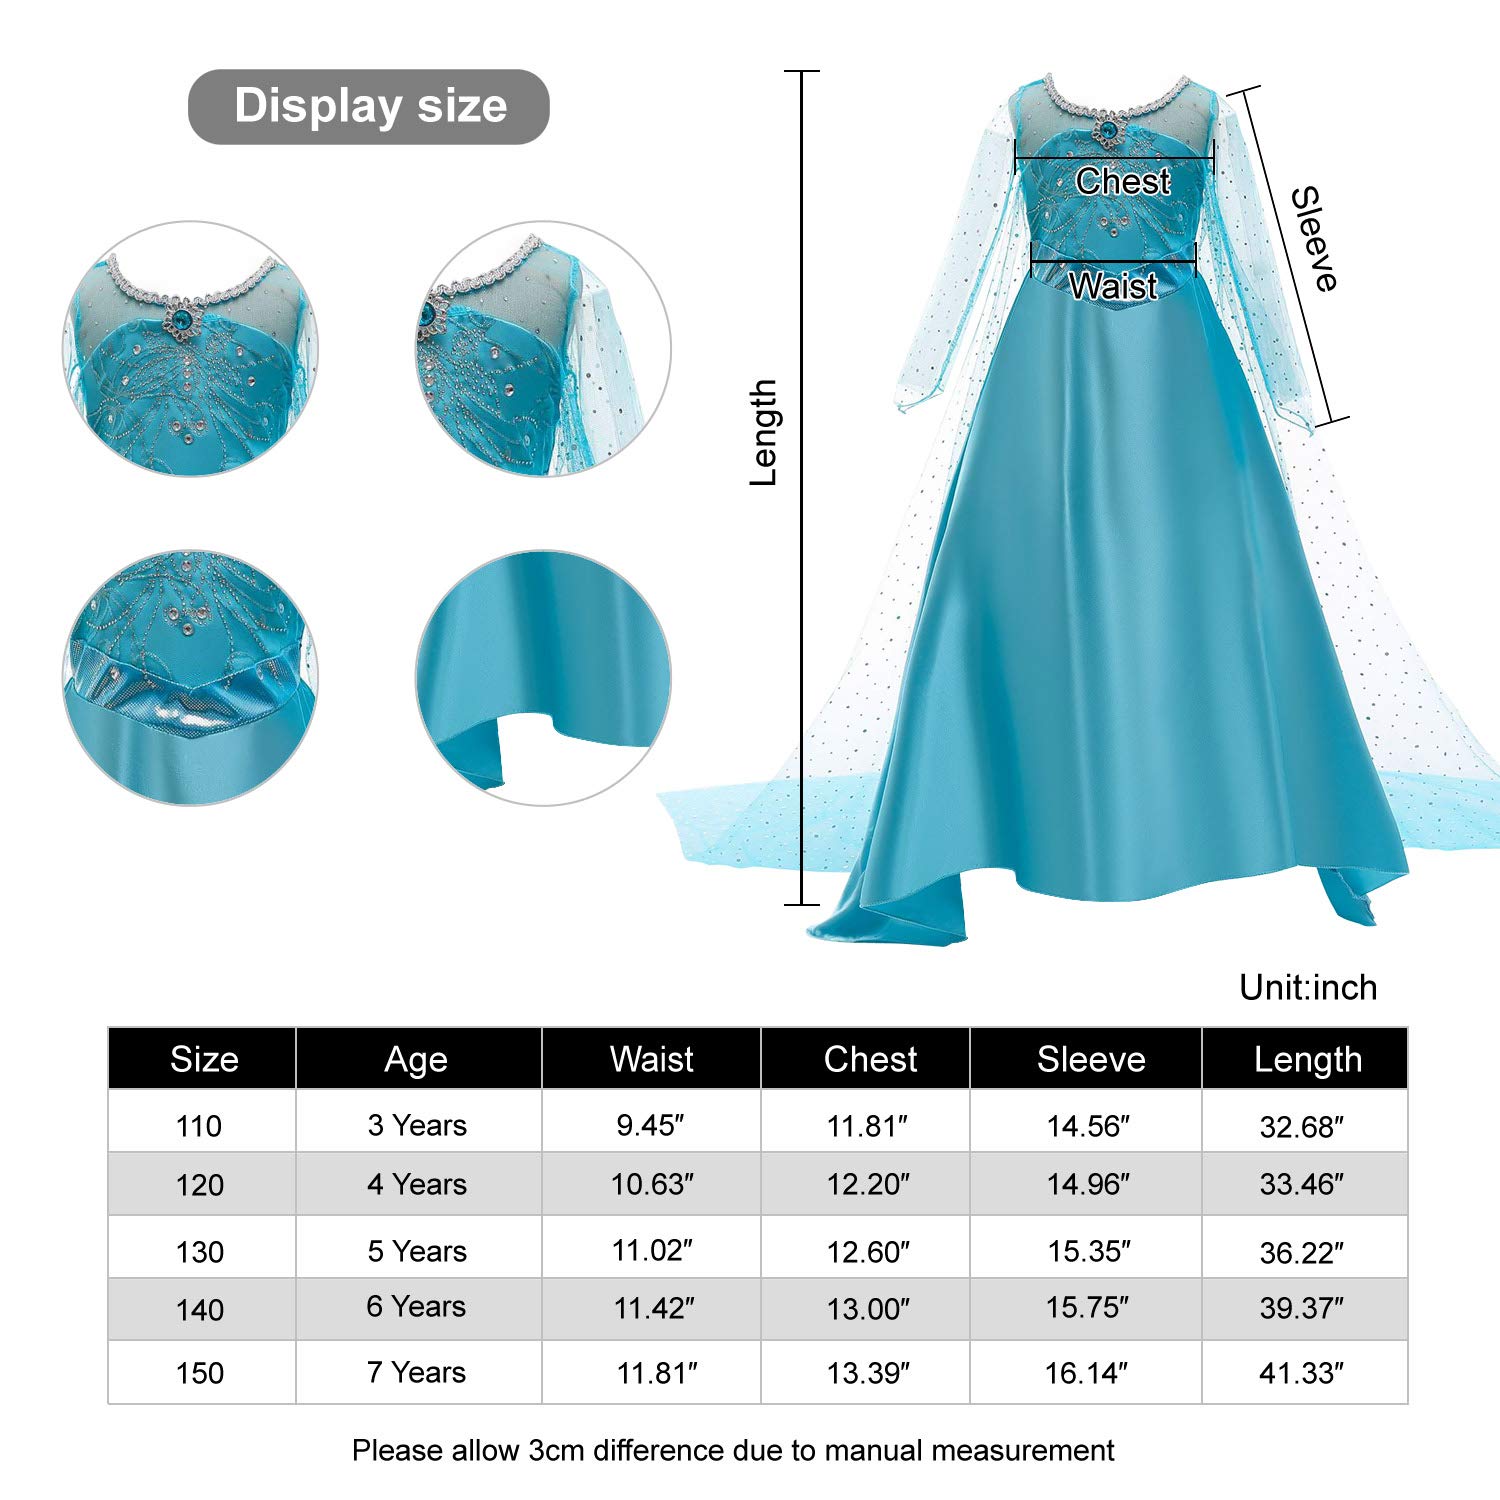 Display size
Chest
Waist
Sleeve
Length
Unit:inch
Size Age Waist Chest Sleeve Length
110 3 Years 9.45″ 11.81″ 14.56″ 32.68″
120 4 Years 10.63″ 12.20″ 14.96″ 33.46″
130 5 Years 11.02″ 12.60″ 15.35″ 36.22″
140 6 Years 11.42″ 13.00″ 15.75″ 39.37″
150 7 Years 11.81″ 13.39″ 16.14″ 41.33″
Please allow 3cm difference due to manual measurement